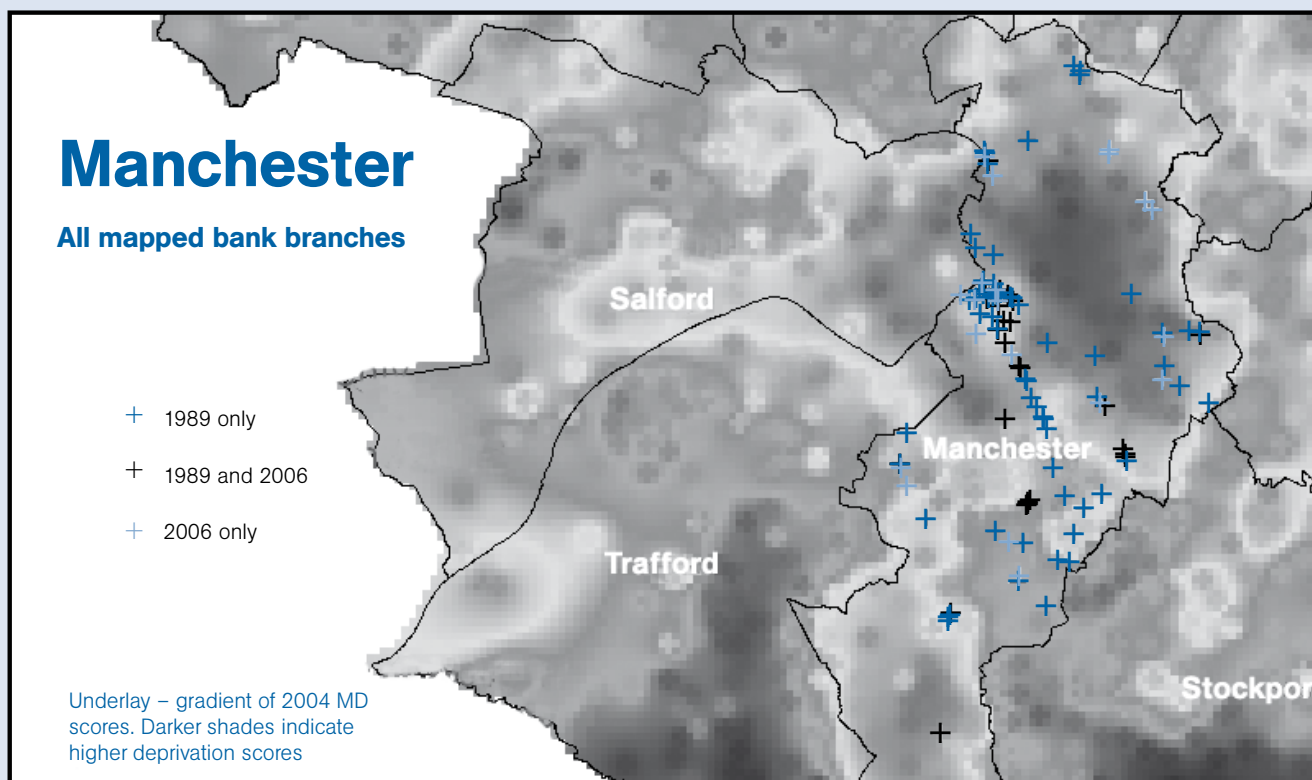 Manchester
All mapped bank branches
Salford
1989 only
Manchester
1989 and 2006
2006 only
Trafford
Underlay – gradient of 2004 MD
scores. Darker shades indicate
higher deprivation scores
Stockpor